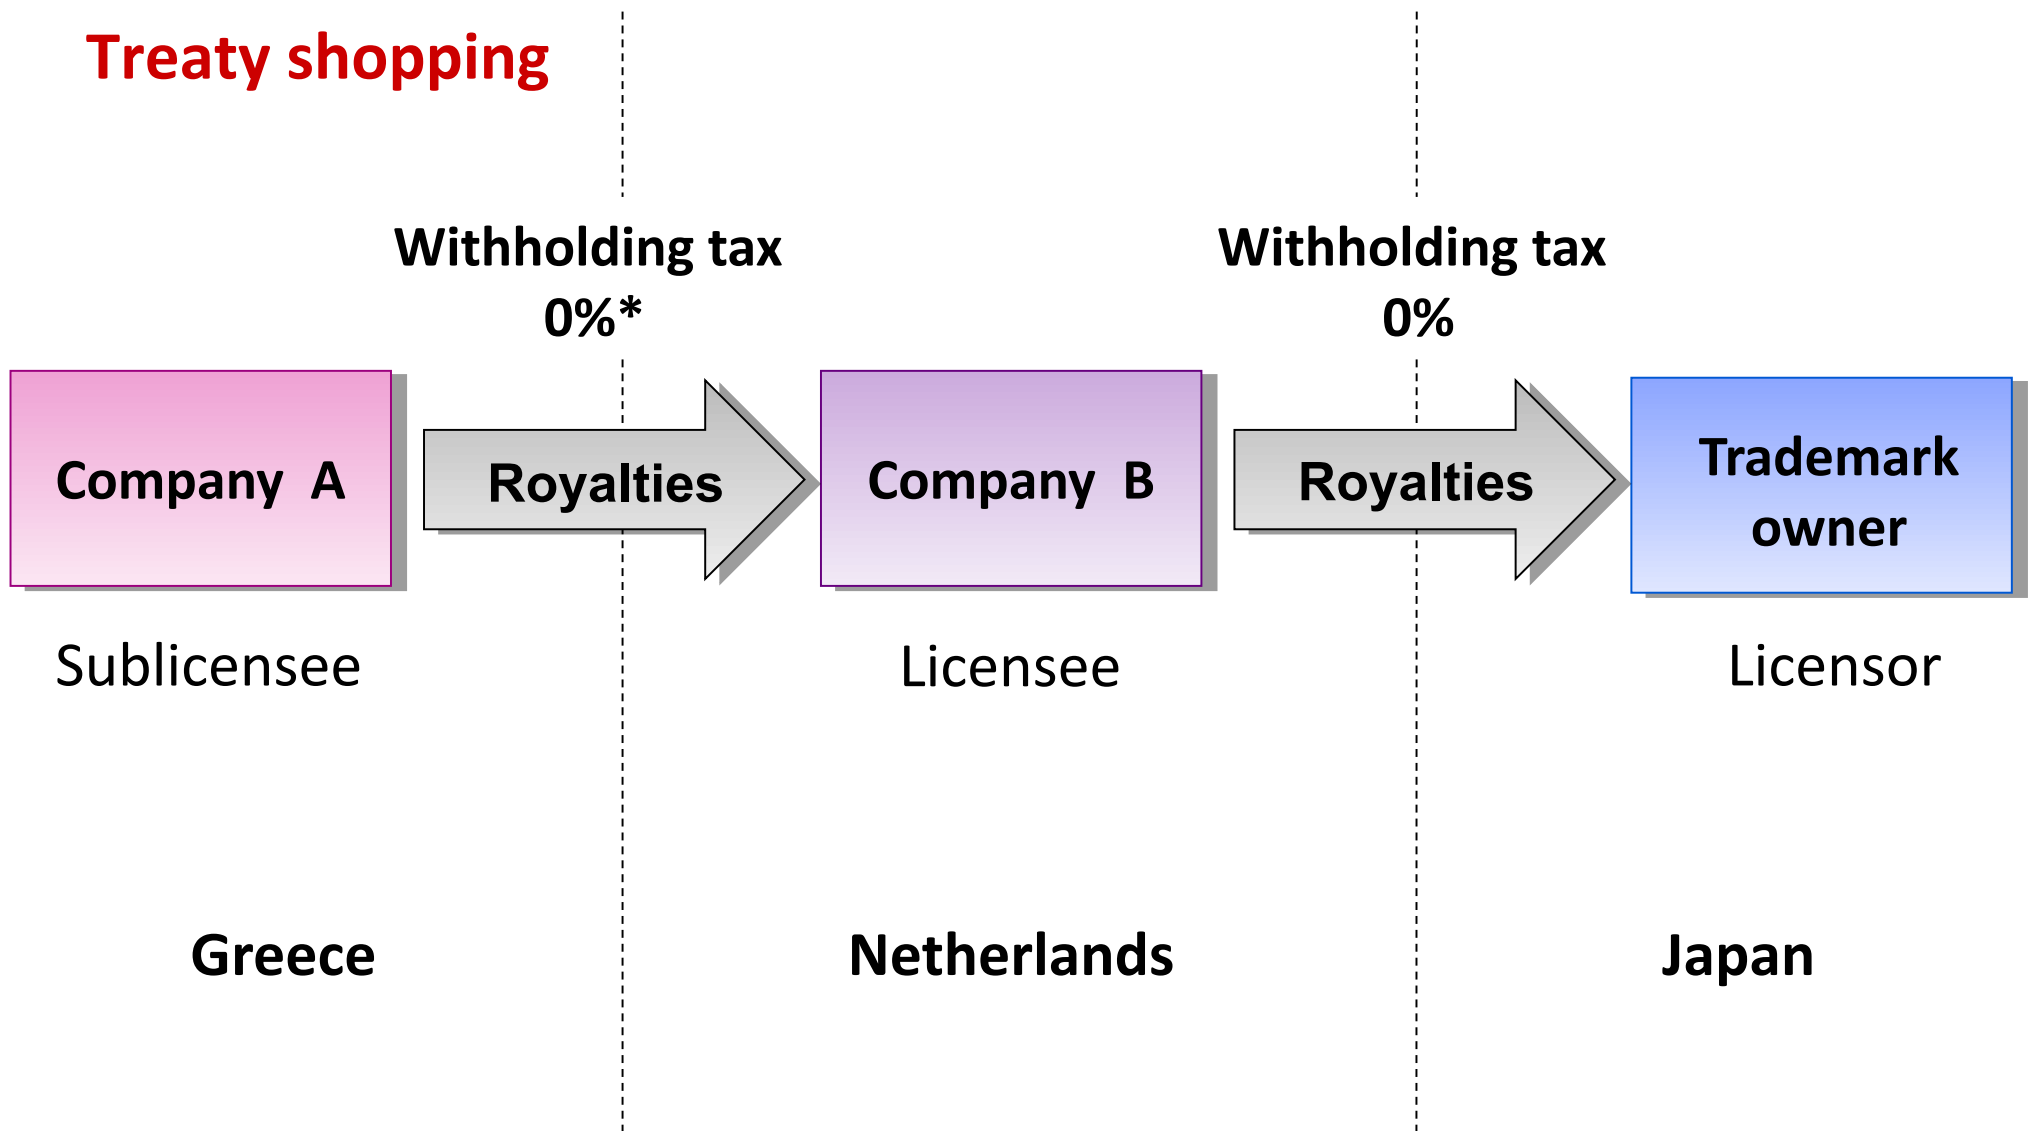 Treaty shopping
Withholding tax
0%*
Withholding tax
0%
Company A
Royalties
Company B
Royalties
Trademark
owner
Sublicensee
Licensee
Licensor
Greece
Netherlands
Japan